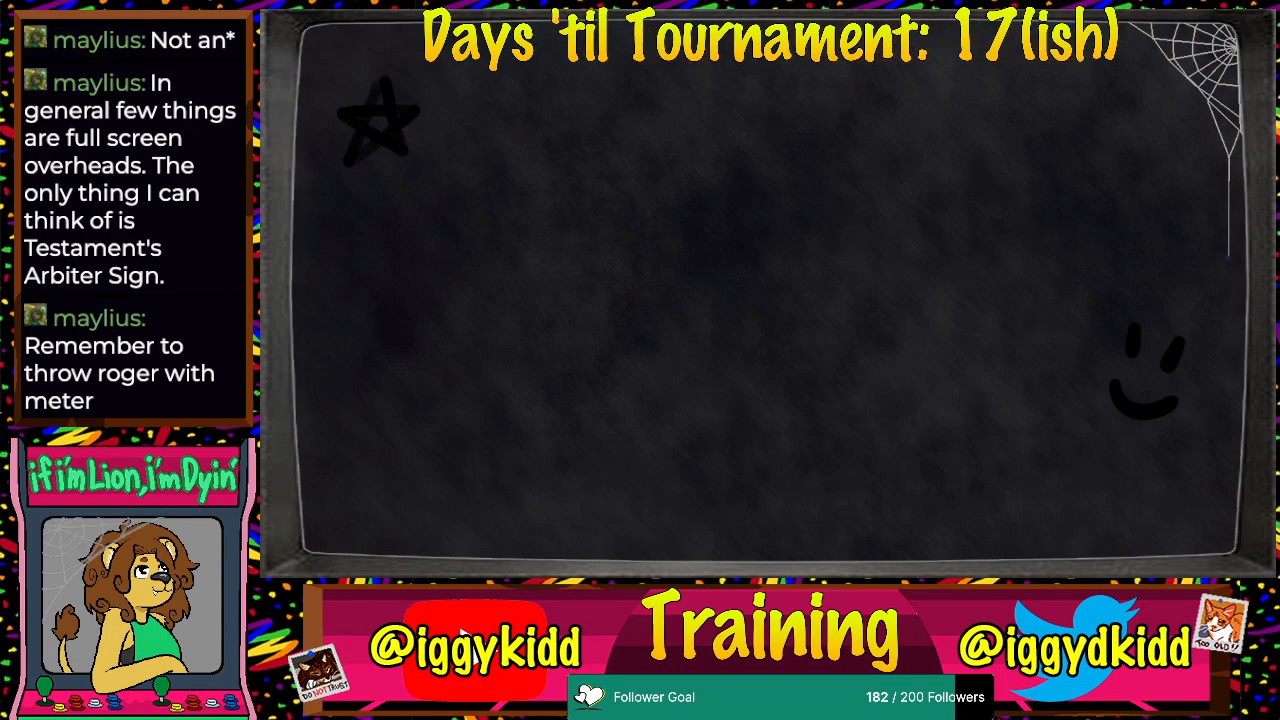 Days 'til Tournament: 17(ish)
maylius: Not an*
maylius: In
general few things
are full screen
overheads. The
only thing I can
think of is
Testament's
Arbiter Sign.
maylius:
Remember to
throw roger with
meter
if i'm Lion, i'm Dyin'
@iggykidd
Training
@iggydkidd
DO NOT TRUST
TOO OLD
Follower Goal
182 / 200 Followers